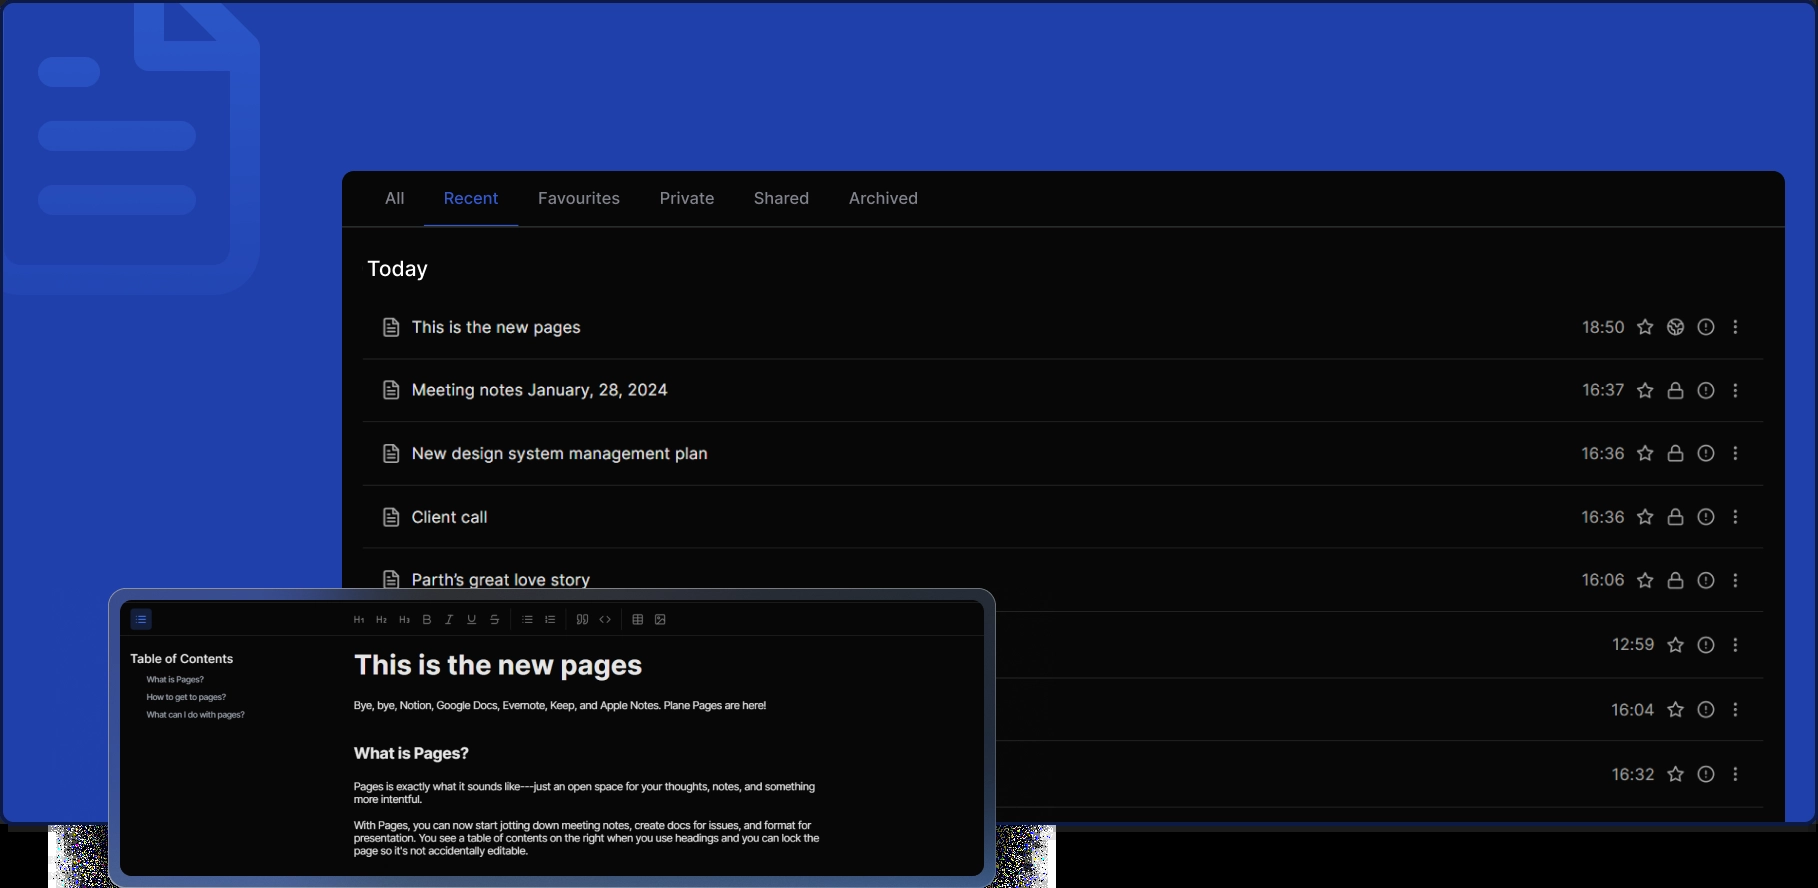 All Recent Favourites Private Shared Archived
Today
This is the new pages 18:50
Meeting notes January, 28, 2024 16:37
New design system management plan 16:36
Client call 16:36
Parth's great love story 16:06
12:59
16:04
16:32
H1 H2 H3 B I U S
Table of Contents
What is Pages?
How to get to pages?
What can I do with pages?
This is the new pages
Bye, bye, Notion, Google Docs, Evernote, Keep, and Apple Notes. Plane Pages are here!
What is Pages?
Pages is exactly what it sounds like---just an open space for your thoughts, notes, and something
more intentful.
With Pages, you can now start jotting down meeting notes, create docs for issues, and format for
presentation. You see a table of contents on the right when you use headings and you can lock the
page so it's not accidentally editable.